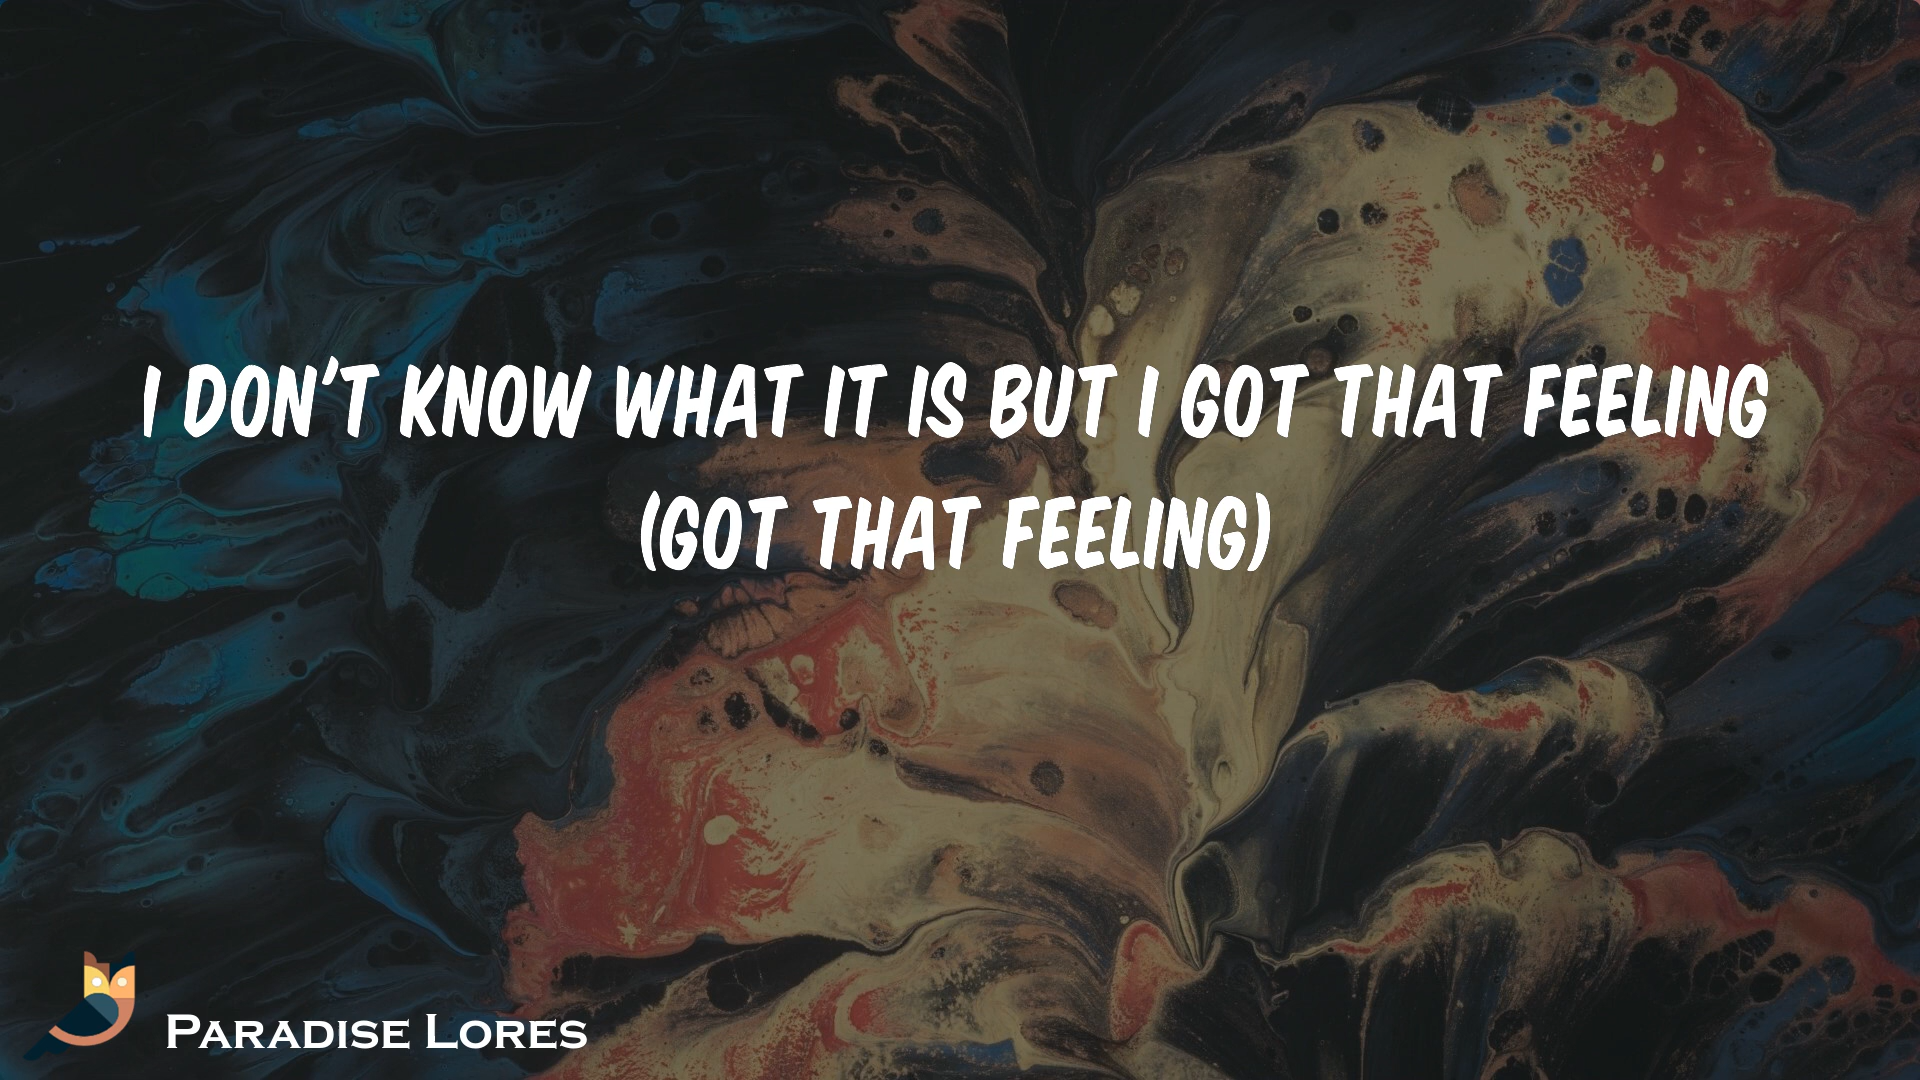 I DON'T KNOW WHAT IT IS BUT I GOT THAT FEELING
(GOT THAT FEELING)
PARADISE LORES